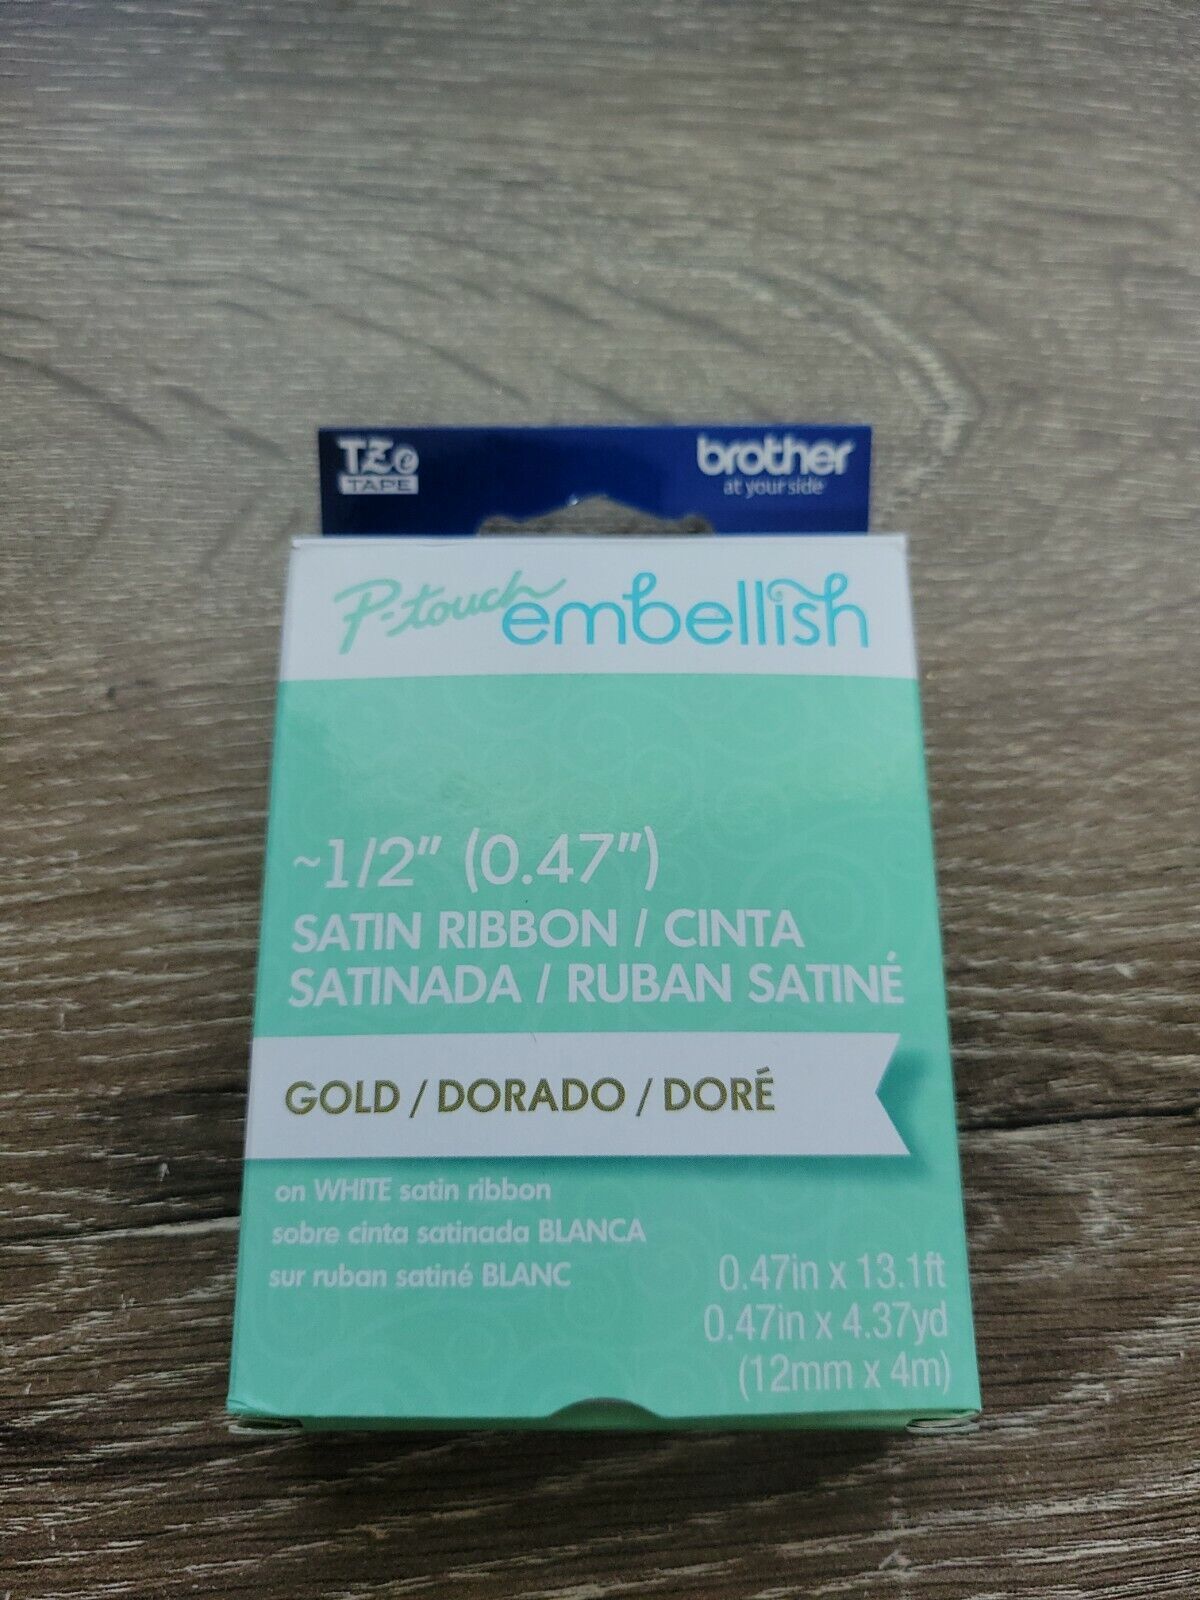 TZe
TAPE
brother
at your side
P-touch embellish
~1/2" (0.47")
SATIN RIBBON / CINTA
SATINADA / RUBAN SATINÉ
GOLD / DORADO / DORÉ
on WHITE satin ribbon
sobre cinta satinada BLANCA
sur ruban satiné BLANC
0.47in x 13.1ft
0.47in x 4.37yd
(12mm x 4m)